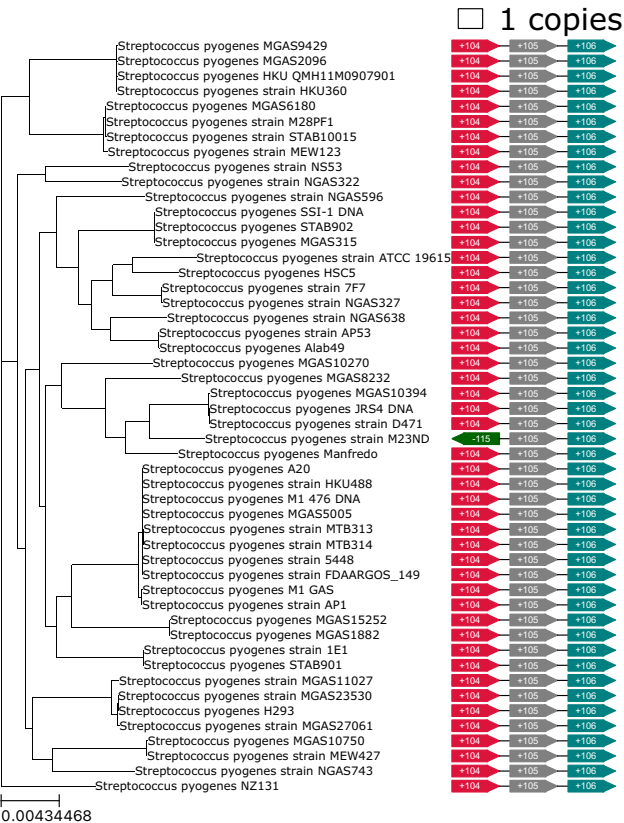 1 copies
Streptococcus pyogenes MGAS9429 +104 +105 +106
Streptococcus pyogenes MGAS2096 +104 +105 +106
Streptococcus pyogenes HKU QMH11M0907901 +104 +105 +106
Streptococcus pyogenes strain HKU360 +104 +105 +106
Streptococcus pyogenes MGAS6180 +104 +105 +106
Streptococcus pyogenes strain M28PF1 +104 +105 +106
Streptococcus pyogenes strain STAB10015 +104 +105 +106
Streptococcus pyogenes strain MEW123 +104 +105 +106
Streptococcus pyogenes strain NS53 +104 +105 +106
Streptococcus pyogenes strain NGAS322 +104 +105 +106
Streptococcus pyogenes strain NGAS596 +104 +105 +106
Streptococcus pyogenes SSI-1 DNA +104 +105 +106
Streptococcus pyogenes STAB902 +104 +105 +106
Streptococcus pyogenes MGAS315 +104 +105 +106
Streptococcus pyogenes strain ATCC 19615 +104 +105 +106
Streptococcus pyogenes HSC5 +104 +105 +106
Streptococcus pyogenes strain 7F7 +104 +105 +106
Streptococcus pyogenes strain NGAS327 +104 +105 +106
Streptococcus pyogenes strain NGAS638 +104 +105 +106
Streptococcus pyogenes strain AP53 +104 +105 +106
Streptococcus pyogenes Alab49 +104 +105 +106
Streptococcus pyogenes MGAS10270 +104 +105 +106
Streptococcus pyogenes MGAS8232 +104 +105 +106
Streptococcus pyogenes MGAS10394 +104 +105 +106
Streptococcus pyogenes JRS4 DNA +104 +105 +106
Streptococcus pyogenes strain D471 +104 +105 +106
Streptococcus pyogenes strain M23ND -115 +105 +106
Streptococcus pyogenes Manfredo +104 +105 +106
Streptococcus pyogenes A20 +104 +105 +106
Streptococcus pyogenes strain HKU488 +104 +105 +106
Streptococcus pyogenes M1 476 DNA +104 +105 +106
Streptococcus pyogenes MGAS5005 +104 +105 +106
Streptococcus pyogenes strain MTB313 +104 +105 +106
Streptococcus pyogenes strain MTB314 +104 +105 +106
Streptococcus pyogenes strain 5448 +104 +105 +106
Streptococcus pyogenes strain FDAARGOS_149 +104 +105 +106
Streptococcus pyogenes M1 GAS +104 +105 +106
Streptococcus pyogenes strain AP1 +104 +105 +106
Streptococcus pyogenes MGAS15252 +104 +105 +106
Streptococcus pyogenes MGAS1882 +104 +105 +106
Streptococcus pyogenes strain 1E1 +104 +105 +106
Streptococcus pyogenes STAB901 +104 +105 +106
Streptococcus pyogenes strain MGAS11027 +104 +105 +106
Streptococcus pyogenes strain MGAS23530 +104 +105 +106
Streptococcus pyogenes H293 +104 +105 +106
Streptococcus pyogenes strain MGAS27061 +104 +105 +106
Streptococcus pyogenes MGAS10750 +104 +105 +106
Streptococcus pyogenes strain MEW427 +104 +105 +106
Streptococcus pyogenes strain NGAS743 +104 +105 +106
Streptococcus pyogenes NZ131 +104 +105 +106
0.00434468